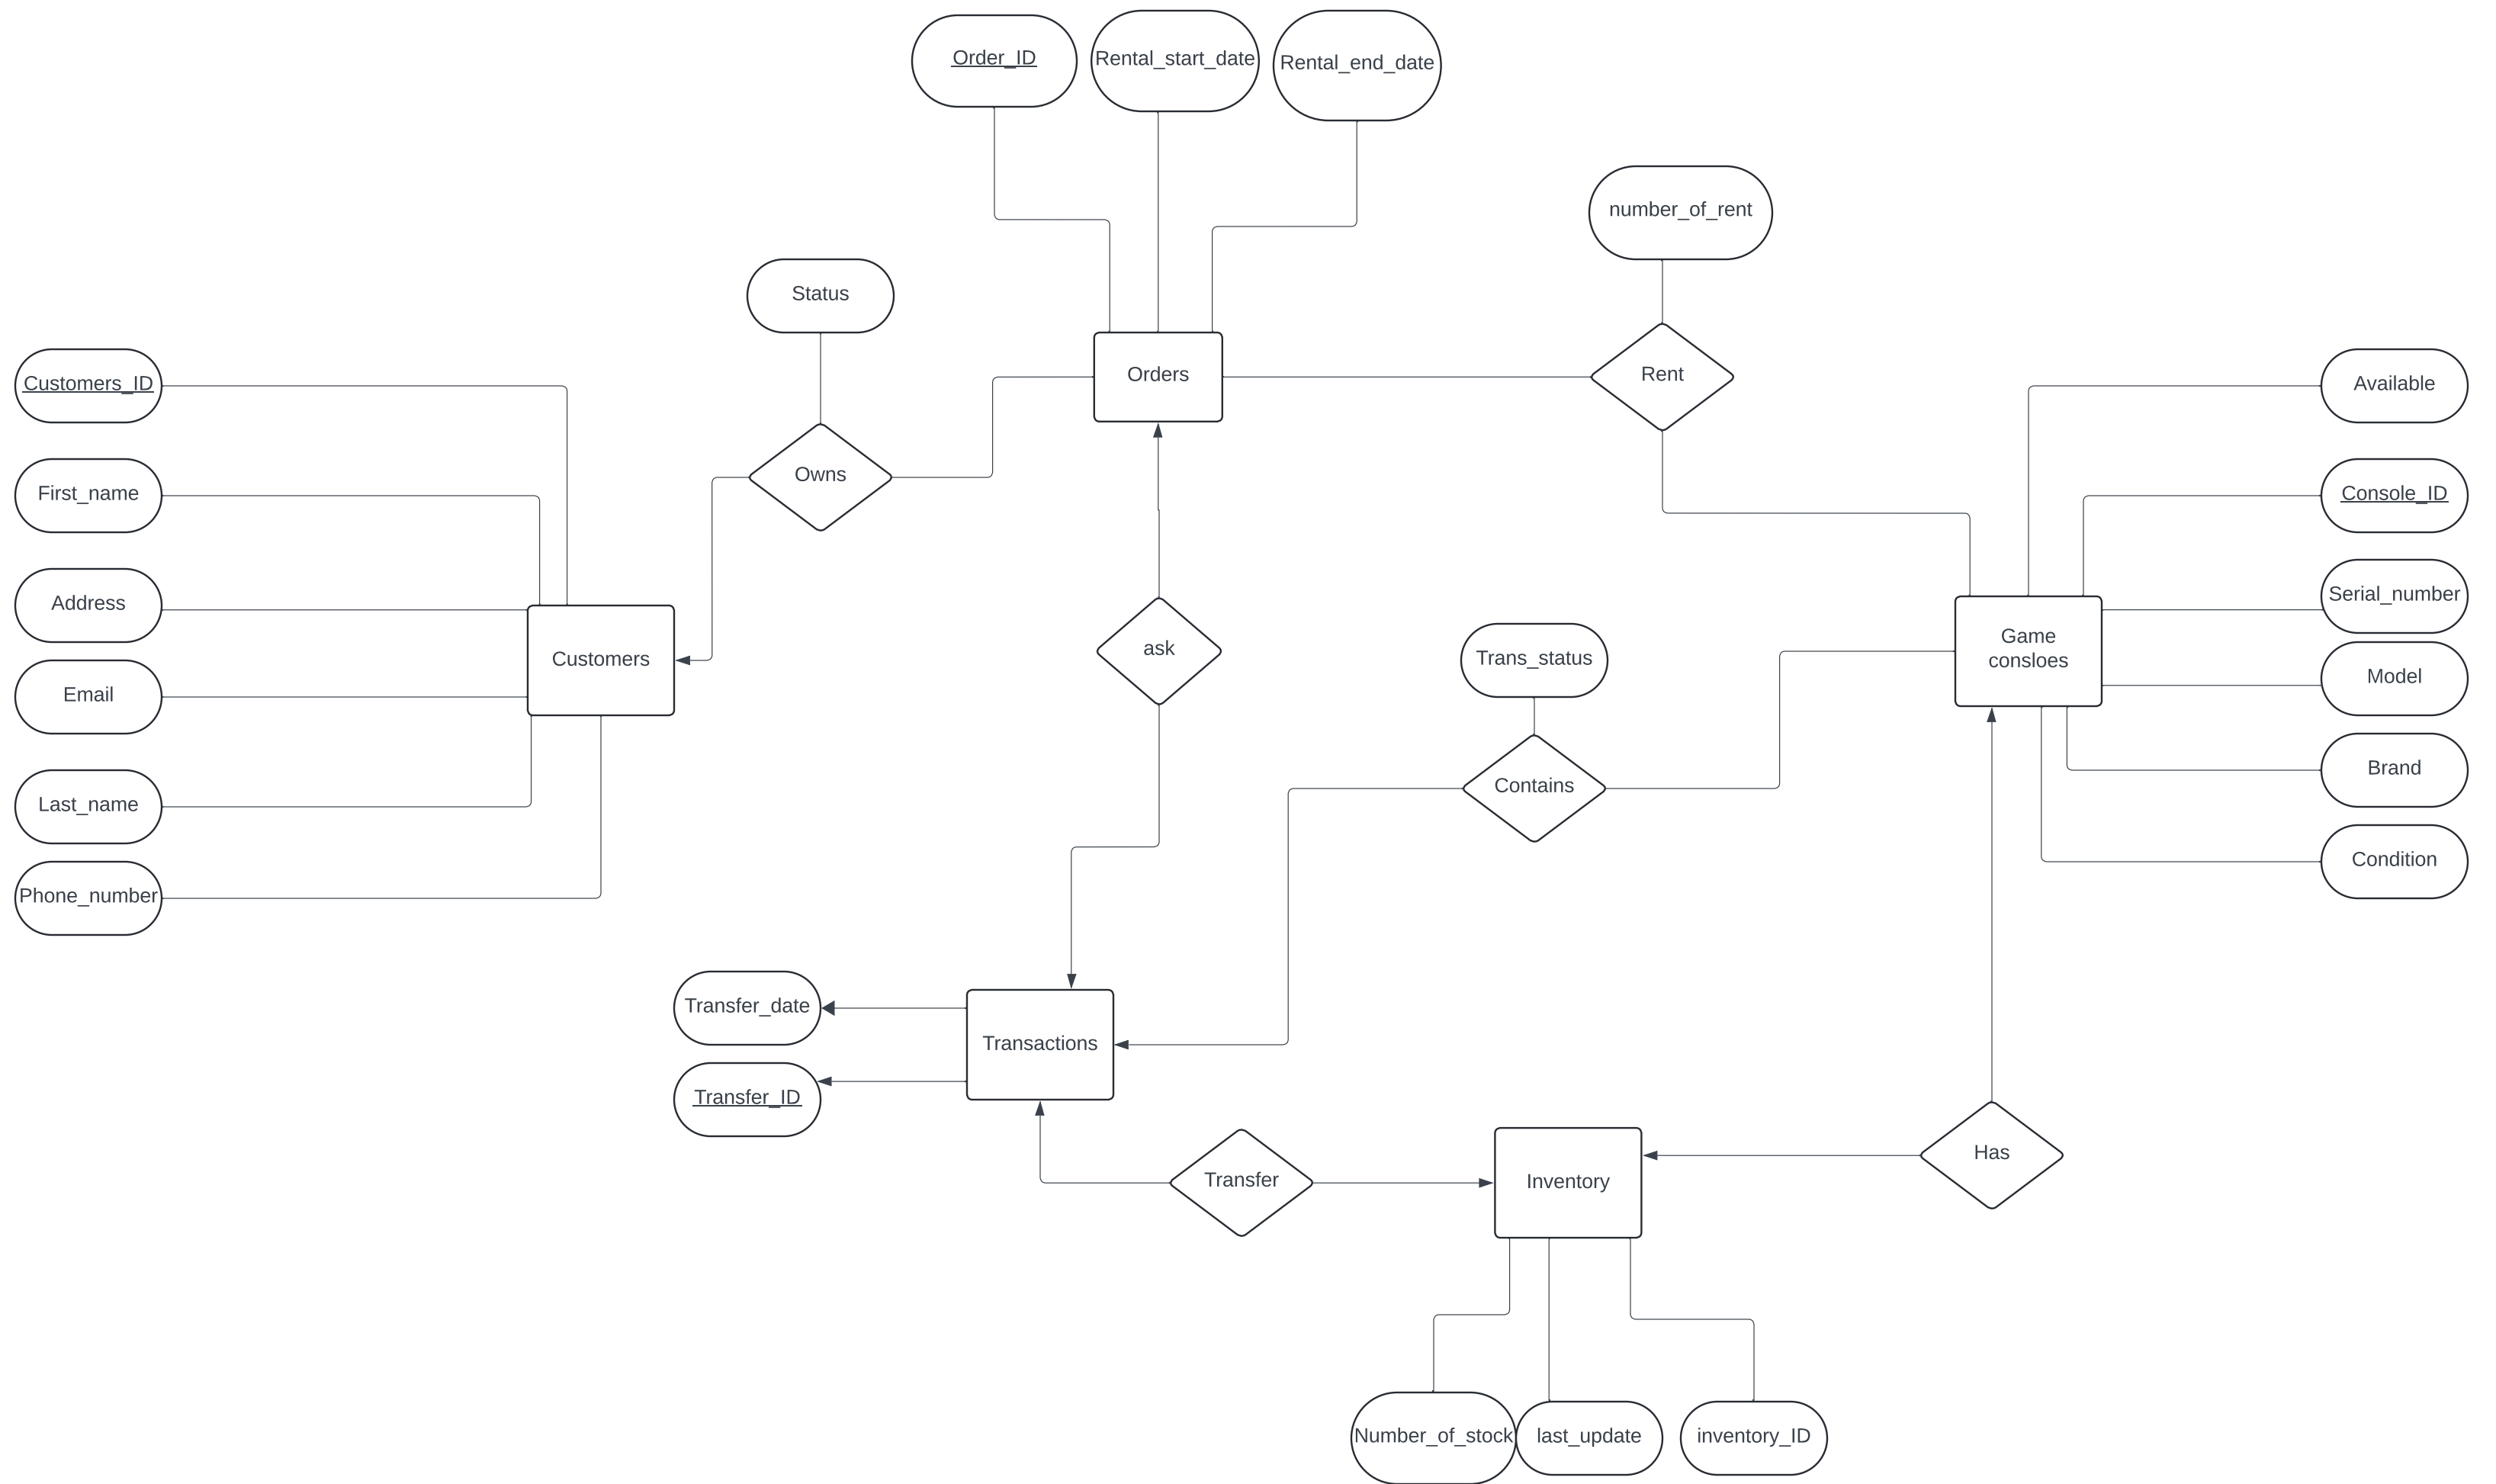 Order_ID
Rental_start_date
Rental_end_date
number_of_rent
Status
Orders
Rent
Customers_ID
Available
Owns
First_name
Console_ID
Address
Serial_number
Customers
ask
Trans_status
Game
consloes
Email
Model
Contains
Brand
Last_name
Condition
Phone_number
Transfer_date
Transactions
Transfer_ID
Transfer
Inventory
Has
Number_of_stock
last_update
inventory_ID